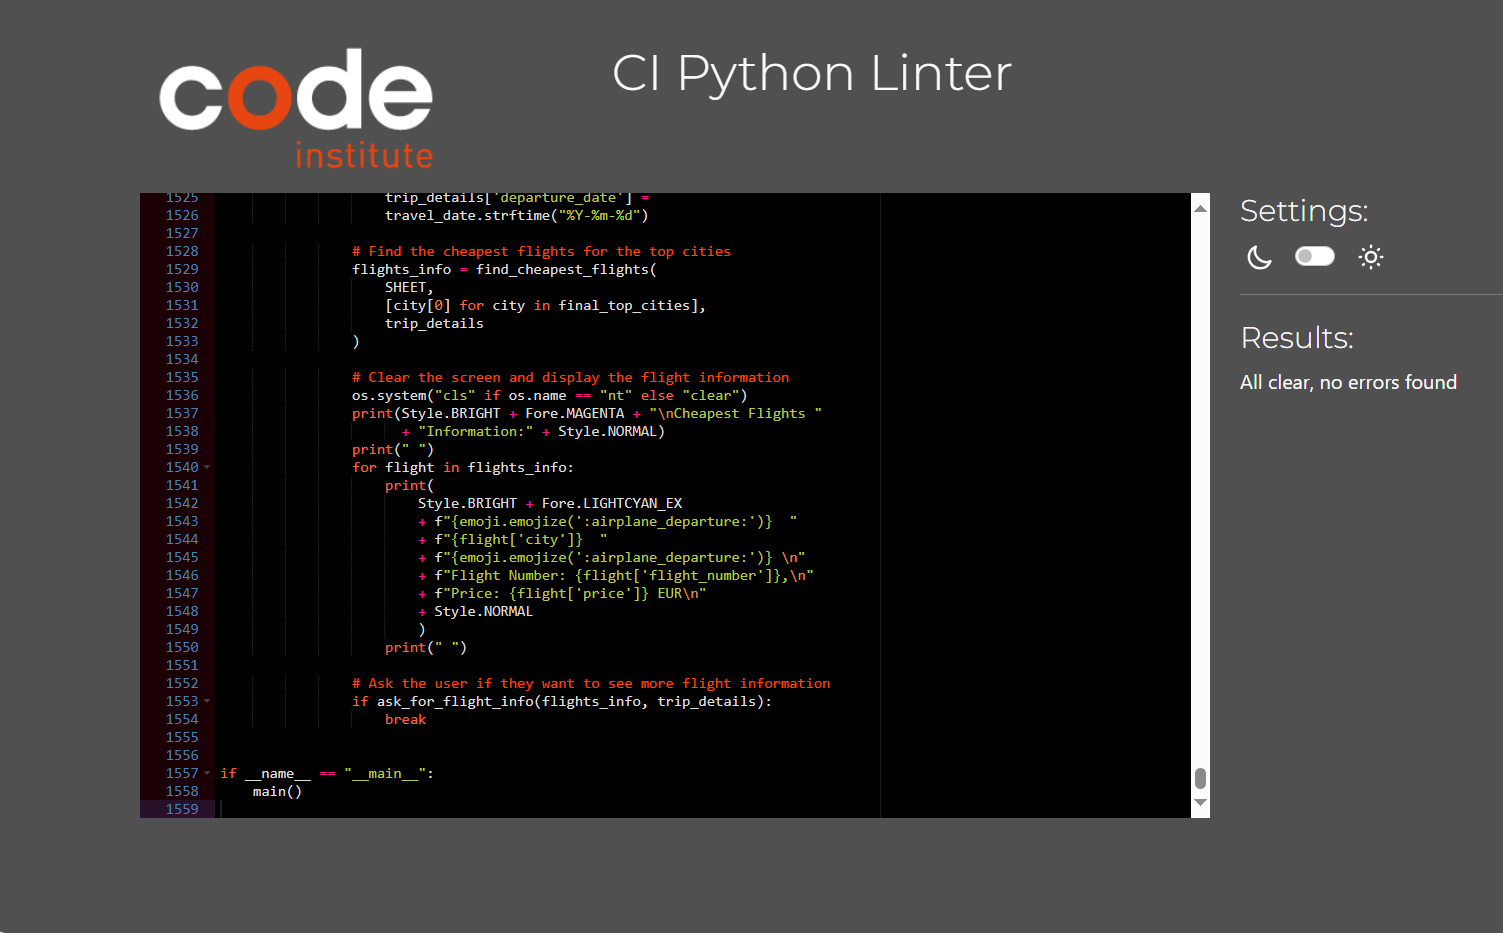 code
institute
CI Python Linter
1525                     trip_details['departure_date'] =
1526                     travel_date.strftime("%Y-%m-%d")
1527
1528                 # Find the cheapest flights for the top cities
1529                 flights_info = find_cheapest_flights(
1530                     SHEET,
1531                     [city[0] for city in final_top_cities],
1532                     trip_details
1533                 )
1534
1535                 # Clear the screen and display the flight information
1536                 os.system("cls" if os.name == "nt" else "clear")
1537                 print(Style.BRIGHT + Fore.MAGENTA + "\nCheapest Flights "
1538                       + "Information:" + Style.NORMAL)
1539                 print(" ")
1540                 for flight in flights_info:
1541                     print(
1542                         Style.BRIGHT + Fore.LIGHTCYAN_EX
1543                         + f"{emoji.emojize(':airplane_departure:')}  "
1544                         + f"{flight['city']}  "
1545                         + f"{emoji.emojize(':airplane_departure:')} \n"
1546                         + f"Flight Number: {flight['flight_number']},\n"
1547                         + f"Price: {flight['price']} EUR\n"
1548                         + Style.NORMAL
1549                         )
1550                     print(" ")
1551
1552                 # Ask the user if they want to see more flight information
1553                 if ask_for_flight_info(flights_info, trip_details):
1554                     break
1555
1556
1557 if __name__ == "__main__":
1558     main()
1559
Settings:
Results:
All clear, no errors found